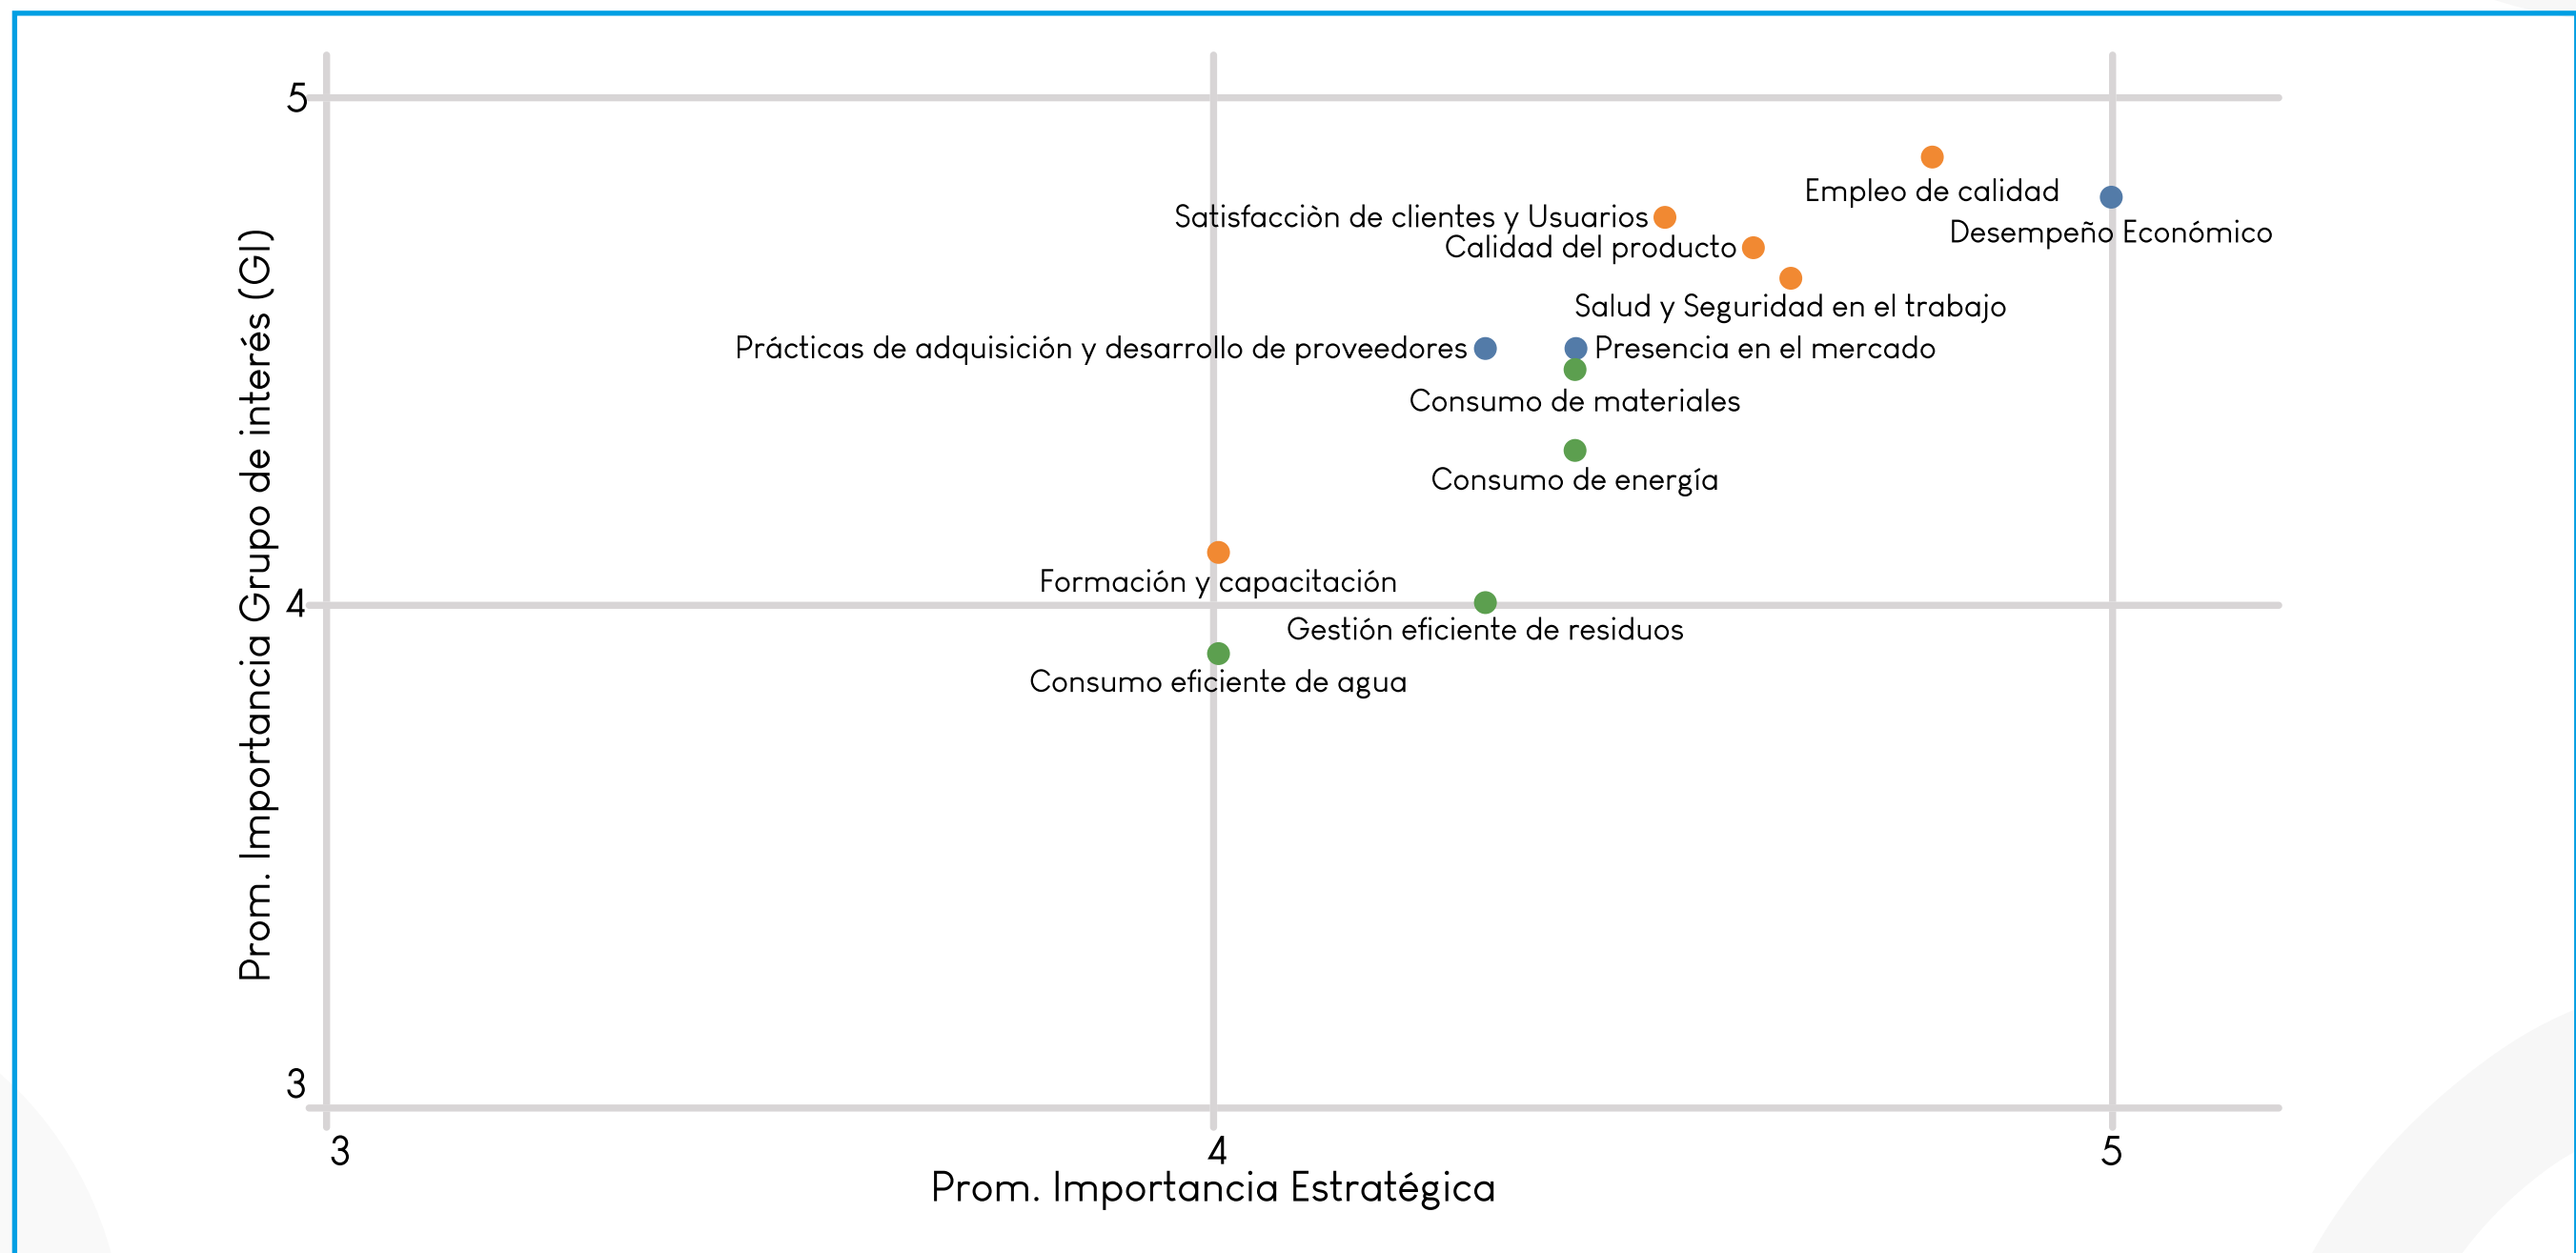 5
Empleo de calidad
Satisfacciòn de clientes y Usuarios
Desempeño Económico
Calidad del producto
Salud y Seguridad en el trabajo
Prácticas de adquisición y desarrollo de proveedores
Presencia en el mercado
Consumo de materiales
Consumo de energía
Formación y capacitación
4
Gestión eficiente de residuos
Consumo eficiente de agua
3
Prom. Importancia Grupo de interés (GI)
3
4
5
Prom. Importancia Estratégica